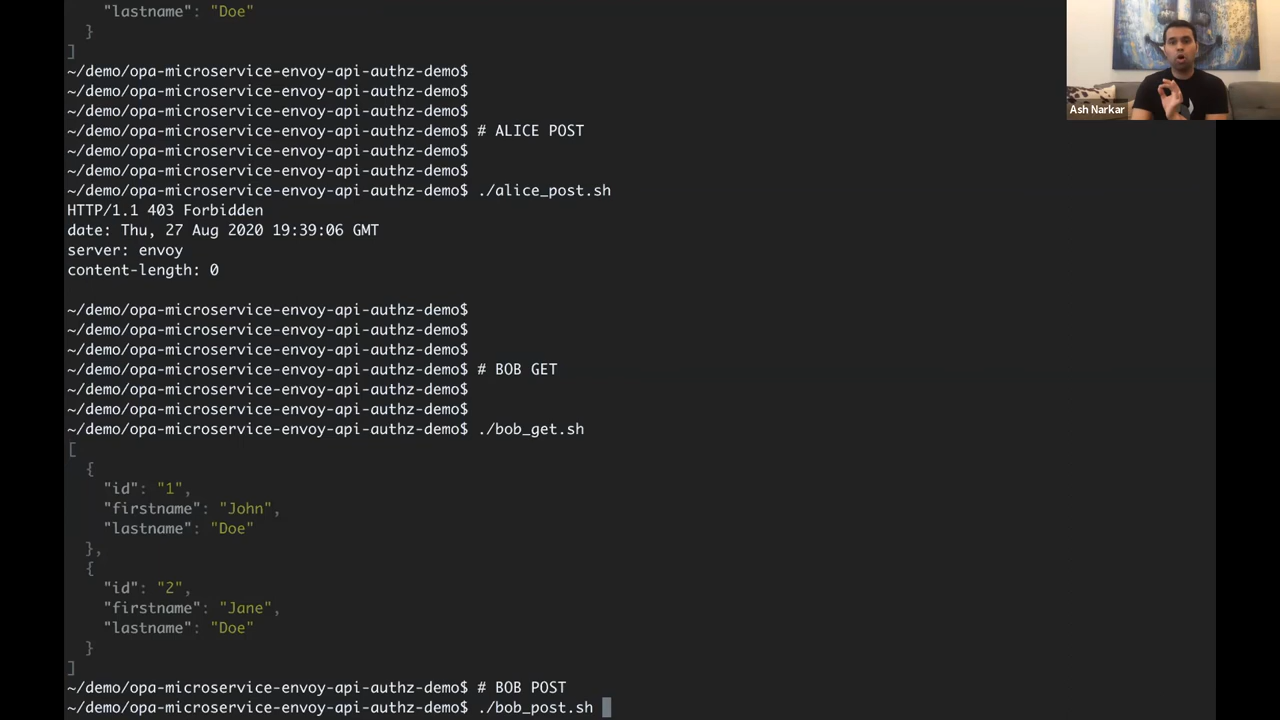 "lastname": "Doe"
}
]
~/demo/opa-microservice-envoy-api-authz-demo$
~/demo/opa-microservice-envoy-api-authz-demo$
~/demo/opa-microservice-envoy-api-authz-demo$
~/demo/opa-microservice-envoy-api-authz-demo$ # ALICE POST
~/demo/opa-microservice-envoy-api-authz-demo$
~/demo/opa-microservice-envoy-api-authz-demo$
~/demo/opa-microservice-envoy-api-authz-demo$ ./alice_post.sh
HTTP/1.1 403 Forbidden
date: Thu, 27 Aug 2020 19:39:06 GMT
server: envoy
content-length: 0
~/demo/opa-microservice-envoy-api-authz-demo$
~/demo/opa-microservice-envoy-api-authz-demo$
~/demo/opa-microservice-envoy-api-authz-demo$
~/demo/opa-microservice-envoy-api-authz-demo$ # BOB GET
~/demo/opa-microservice-envoy-api-authz-demo$
~/demo/opa-microservice-envoy-api-authz-demo$
~/demo/opa-microservice-envoy-api-authz-demo$ ./bob_get.sh
[
{
"id": "1",
"firstname": "John",
"lastname": "Doe"
},
{
"id": "2",
"firstname": "Jane",
"lastname": "Doe"
}
]
~/demo/opa-microservice-envoy-api-authz-demo$ # BOB POST
~/demo/opa-microservice-envoy-api-authz-demo$ ./bob_post.sh
Ash Narkar